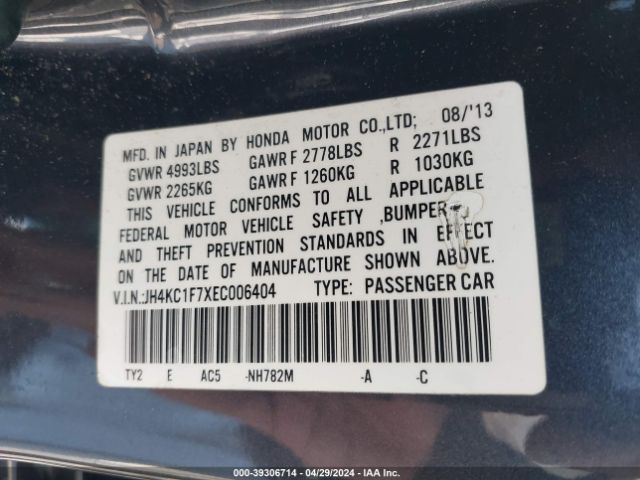 MFD. IN JAPAN BY HONDA MOTOR CO.,LTD; 08/'13
GVWR 4993LBS GAWR F 2778LBS R 2271LBS
GVWR 2265KG GAWR F 1260KG R 1030KG
THIS VEHICLE CONFORMS TO ALL APPLICABLE
FEDERAL MOTOR VEHICLE SAFETY ,BUMPER
AND THEFT PREVENTION STANDARDS IN EFFECT
ON THE DATE OF MANUFACTURE SHOWN ABOVE.
V.I.N.:JH4KC1F7XEC006404 TYPE: PASSENGER CAR
TY2 E AC5 -NH782M -A -C
000-39306714 - 04/29/2024 - IAA Inc.